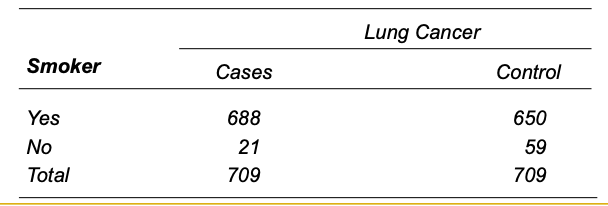 Lung Cancer
Smoker Cases Control
Yes 688 650
No 21 59
Total 709 709